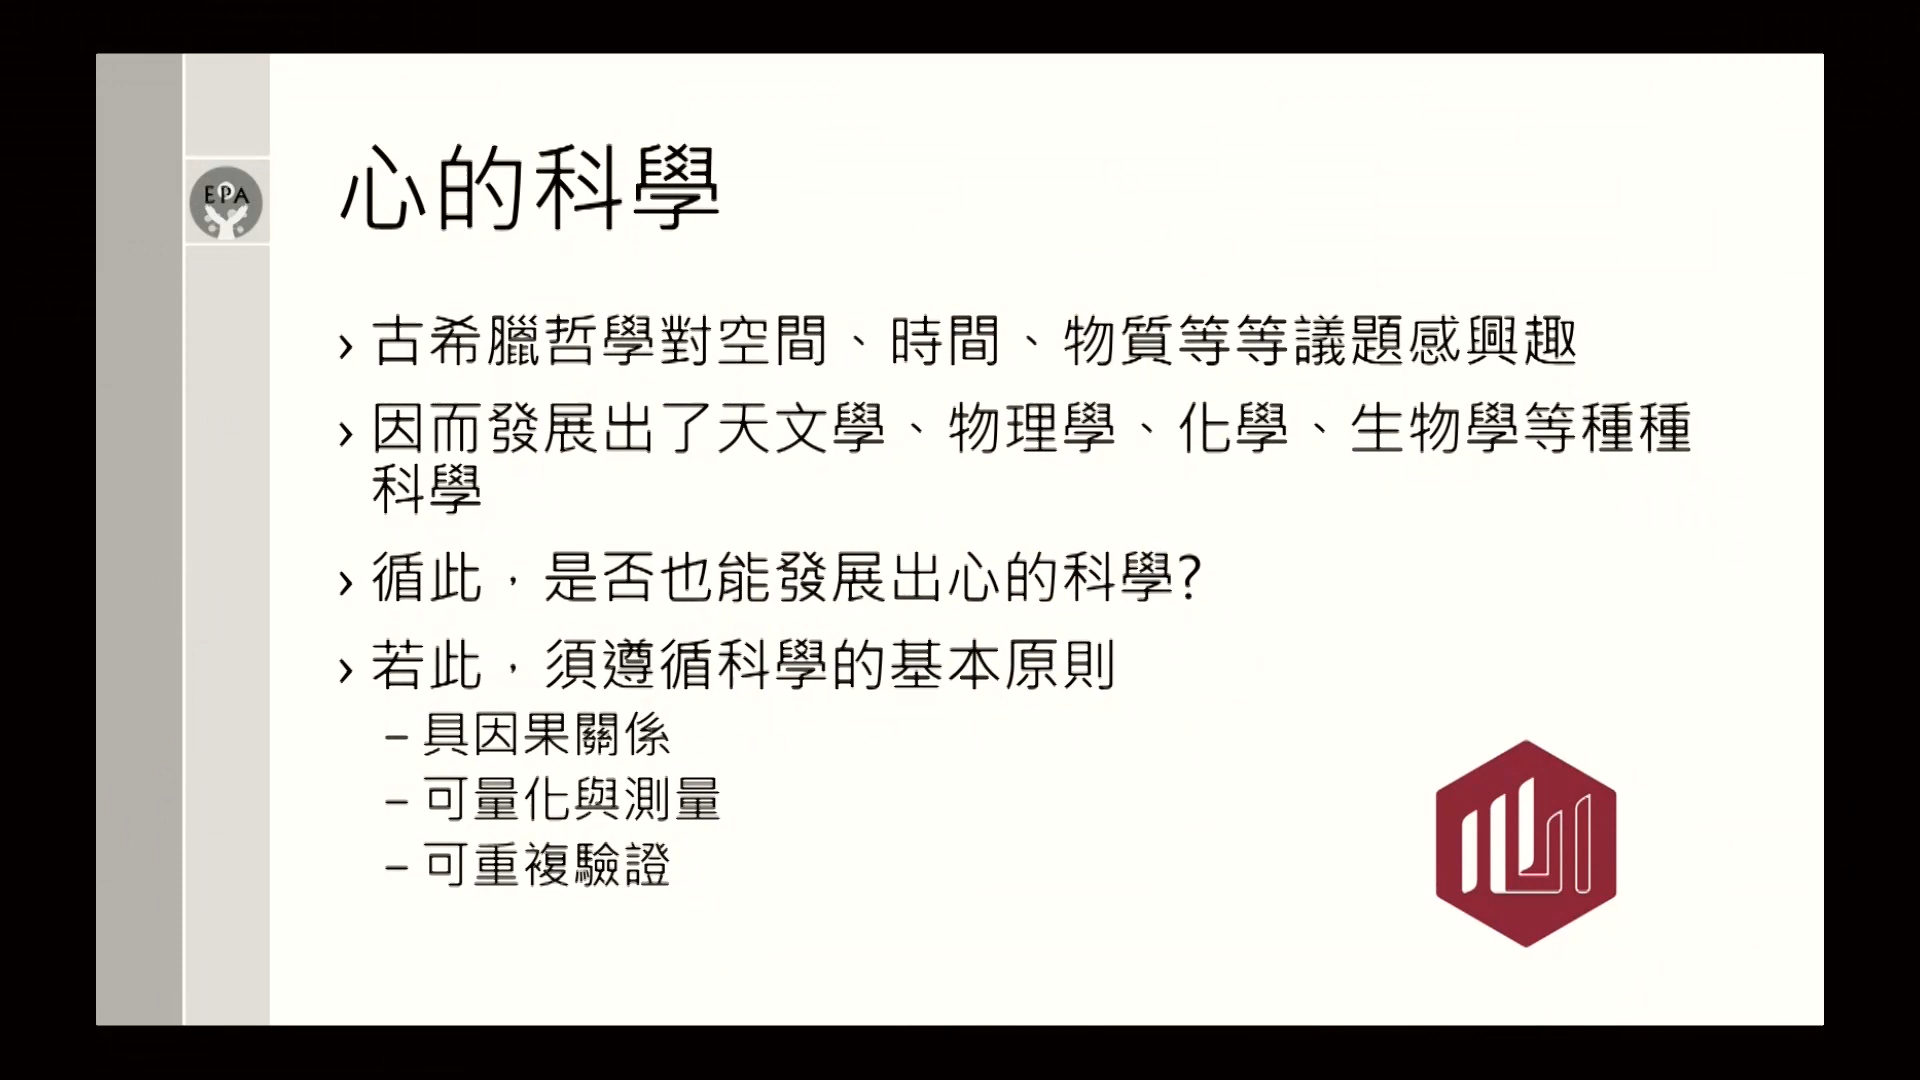 EPA
心的科學
› 古希臘哲學對空間、時間、物質等等議題感興趣
› 因而發展出了天文學、物理學、化學、生物學等種種
科學
› 循此，是否也能發展出心的科學?
› 若此，須遵循科學的基本原則
– 具因果關係
– 可量化與測量
– 可重複驗證